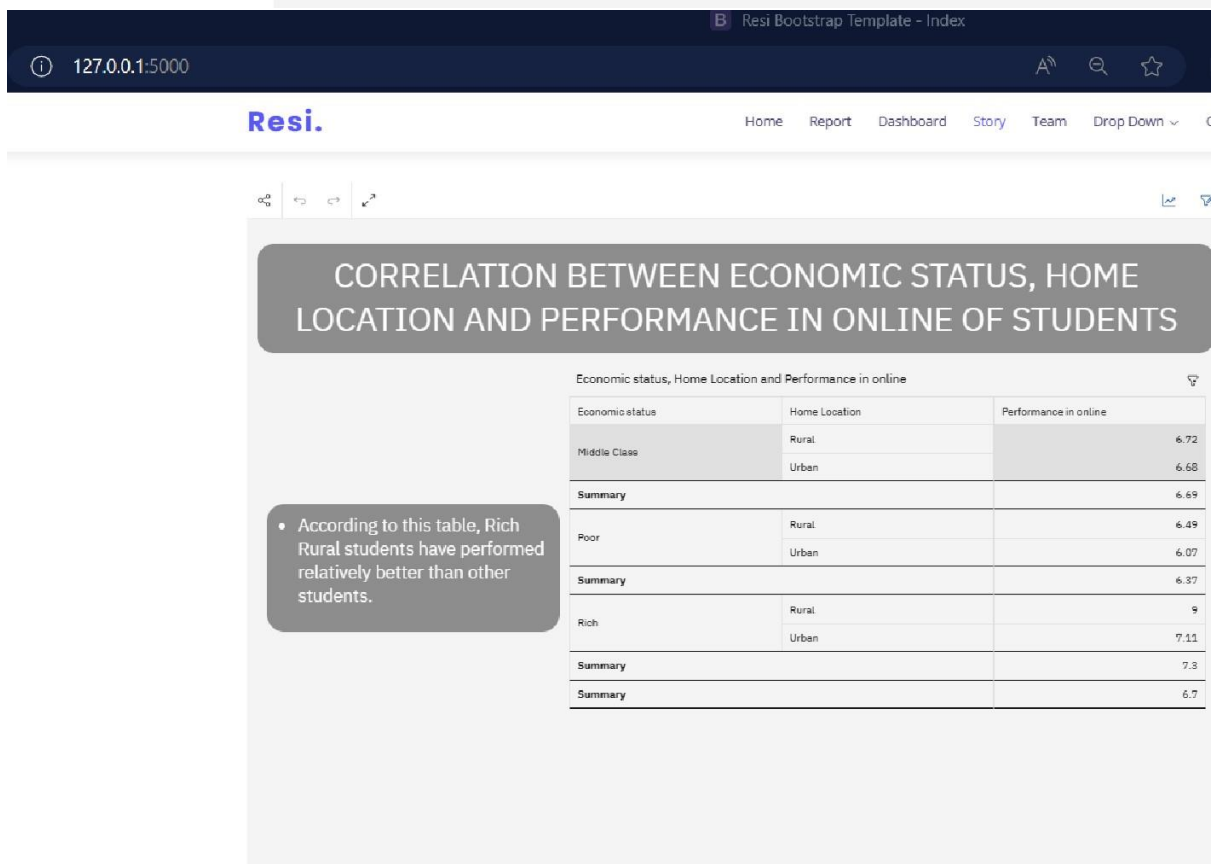 B Resi Bootstrap Template - Index
127.0.0.1:5000
Resi.
Home Report Dashboard Story Team Drop Down
CORRELATION BETWEEN ECONOMIC STATUS, HOME
LOCATION AND PERFORMANCE IN ONLINE OF STUDENTS
• According to this table, Rich
Rural students have performed
relatively better than other
students.
Economic status, Home Location and Performance in online
Economic status Home Location Performance in online
Middle Class
Rural 6.72
Urban 6.68
Summary 6.69
Poor
Rural 6.49
Urban 6.07
Summary 6.37
Rich
Rural 9
Urban 7.11
Summary 7.3
Summary 6.7